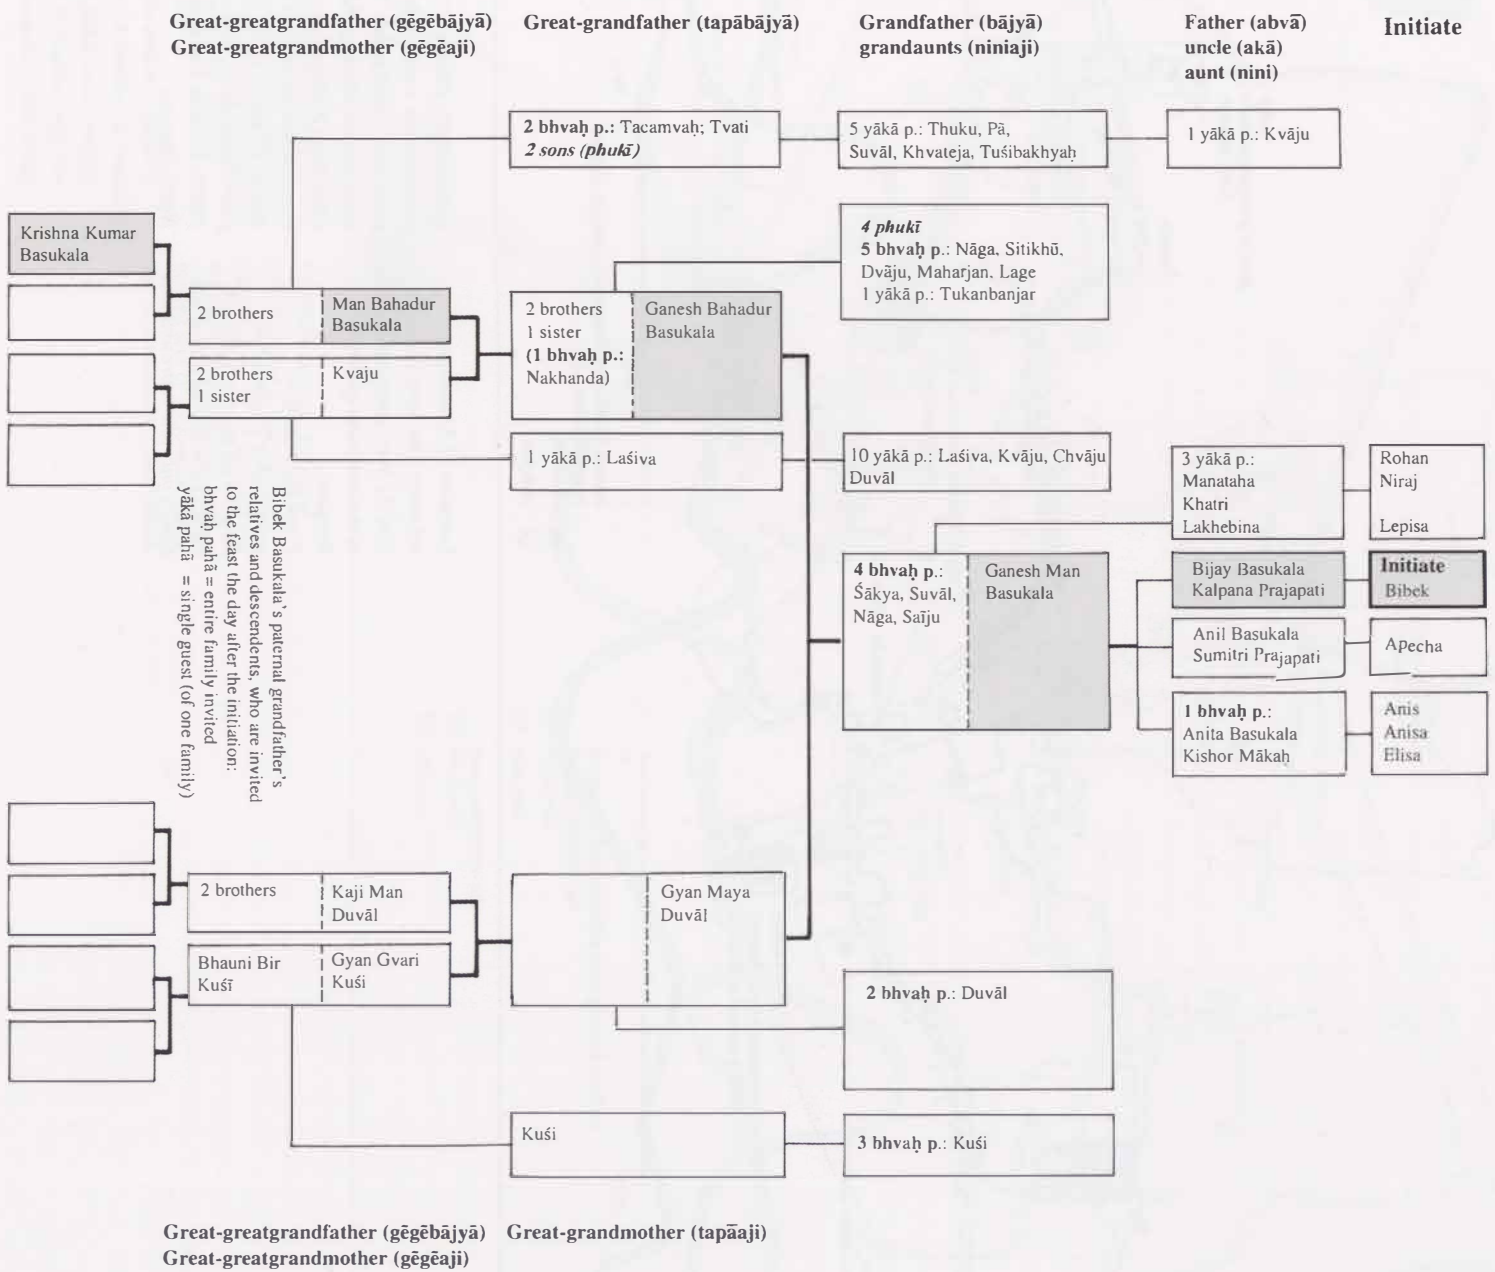 Great-greatgrandfather (gēgēbājyā)
Great-greatgrandmother (gēgēaji)
Great-grandfather (tapābājyā)
Grandfather (bājyā)
grandaunts (niniaji)
Father (abvā)
uncle (akā)
aunt (nini)
Initiate
2 bhvaḥ p.: Tacamvaḥ; Tvati
2 sons (phukī)
5 yākā p.: Thuku, Pā,
Suvāl, Khvateja, Tuśibakhyaḥ
1 yākā p.: Kvāju
Krishna Kumar
Basukala
2 brothers
Man Bahadur
Basukala
2 brothers
1 sister
Kvaju
2 brothers
1 sister
(1 bhvaḥ p.:
Nakhanda)
Ganesh Bahadur
Basukala
4 phukī
5 bhvaḥ p.: Nāga, Sitikhū,
Dvāju, Maharjan, Lage
1 yākā p.: Tukanbanjar
1 yākā p.: Laśiva
10 yākā p.: Laśiva, Kvāju, Chvāju
Duvāl
3 yākā p.:
Manataha
Khatri
Lakhebina
Rohan
Niraj
Lepisa
Bibek Basukala's paternal grandfather's
relatives and descendents, who are invited
to the feast the day after the initiation:
bhvaḥ pahā = entire family invited
yākā pahā = single guest (of one family)
4 bhvaḥ p.:
Śākya, Suvāl,
Nāga, Saīju
Ganesh Man
Basukala
Bijay Basukala
Kalpana Prajapati
Initiate
Bibek
Anil Basukala
Sumitri Prajapati
Apecha
1 bhvaḥ p.:
Anita Basukala
Kishor Mākaḥ
Anis
Anisa
Elisa
2 brothers
Kaji Man
Duvāl
Bhauni Bir
Kuśī
Gyan Gvari
Kuśi
Gyan Maya
Duvāl
2 bhvaḥ p.: Duvāl
Kuśi
3 bhvaḥ p.: Kuśi
Great-greatgrandfather (gēgēbājyā)
Great-greatgrandmother (gēgēaji)
Great-grandmother (tapāaji)